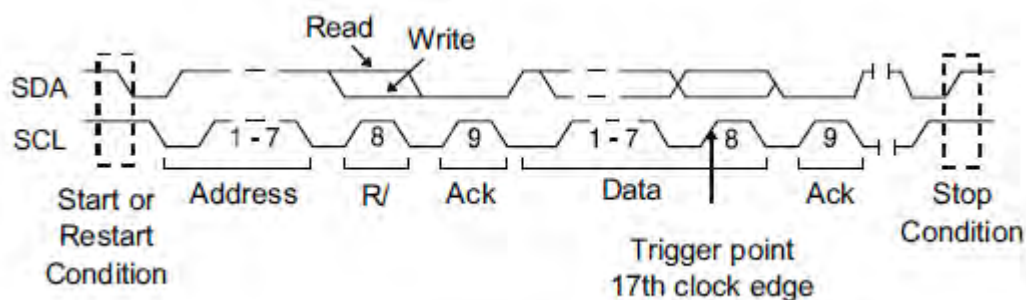 Read
Write
SDA
SCL
1 - 7
8
9
1 - 7
8
9
Address
R/
Ack
Data
Ack
Start or
Restart
Condition
Stop
Condition
Trigger point
17th clock edge